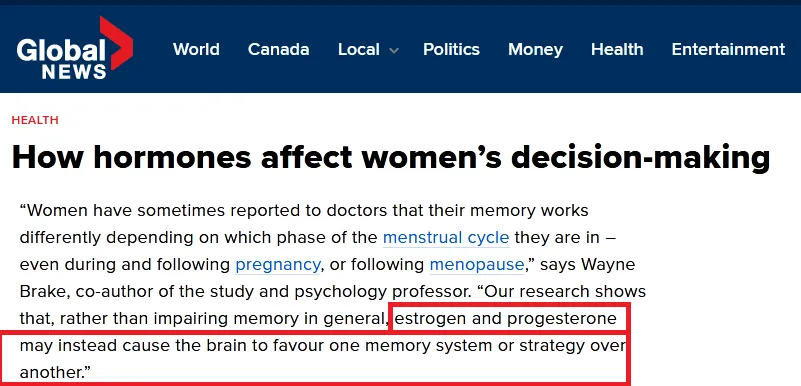 Global NEWS
World Canada Local Politics Money Health Entertainment
HEALTH
How hormones affect women’s decision-making
“Women have sometimes reported to doctors that their memory works
differently depending on which phase of the menstrual cycle they are in –
even during and following pregnancy, or following menopause,” says Wayne
Brake, co-author of the study and psychology professor. “Our research shows
that, rather than impairing memory in general, estrogen and progesterone
may instead cause the brain to favour one memory system or strategy over
another.”